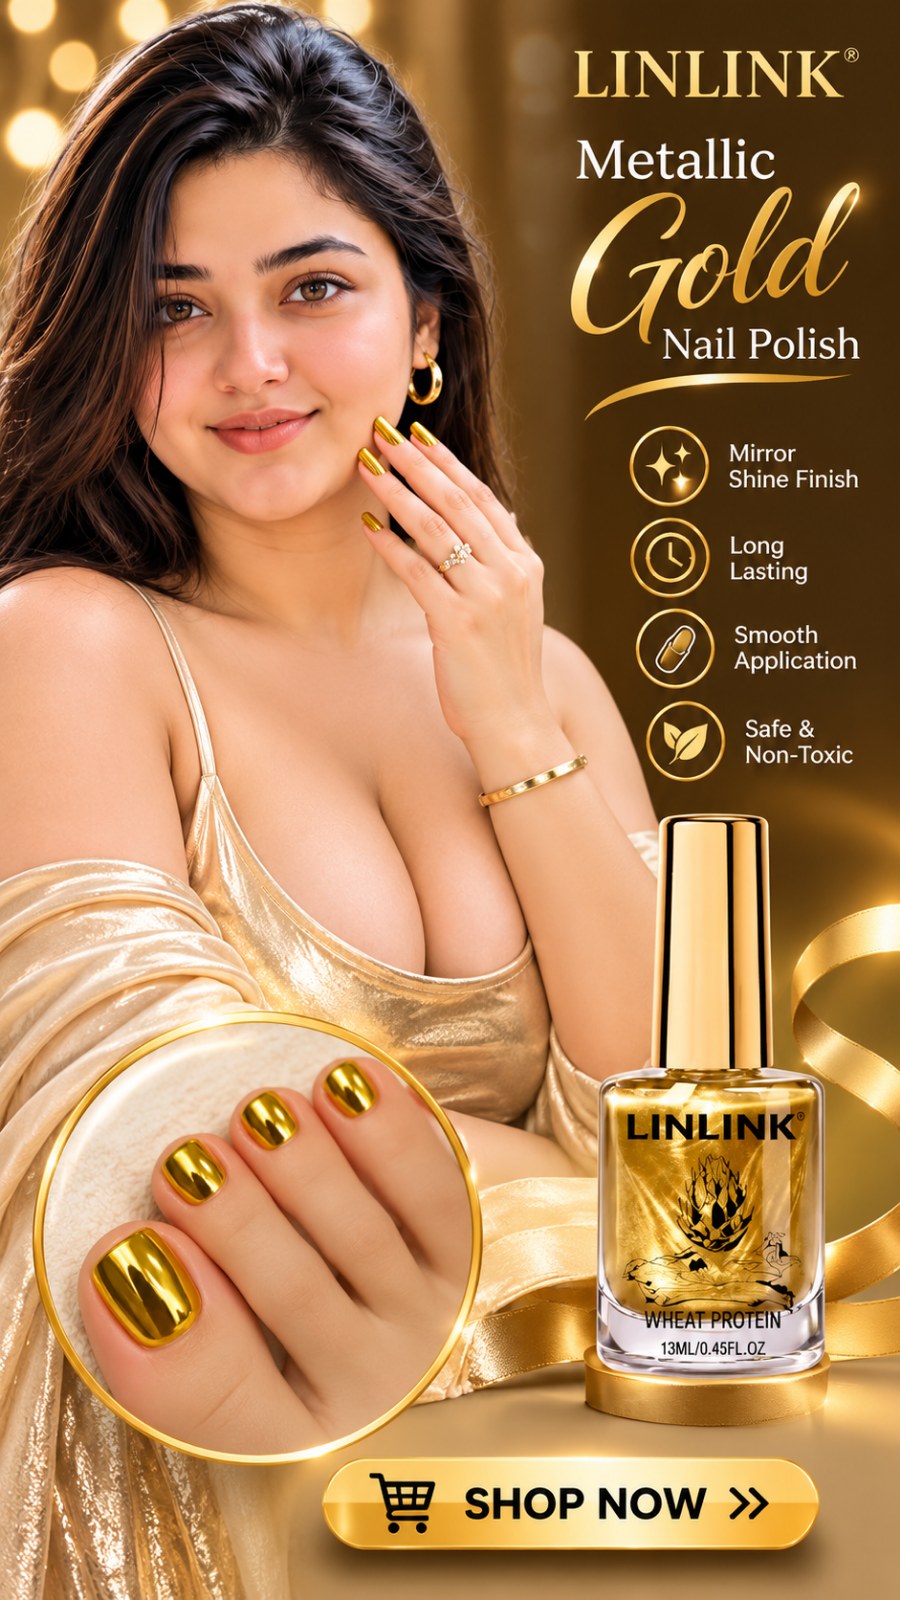 LINLINK®
Metallic
Gold
Nail Polish
Mirror
Shine Finish
Long
Lasting
Smooth
Application
Safe &
Non-Toxic
LINLINK®
WHEAT PROTEIN
13ML/0.45FL.OZ
SHOP NOW >>